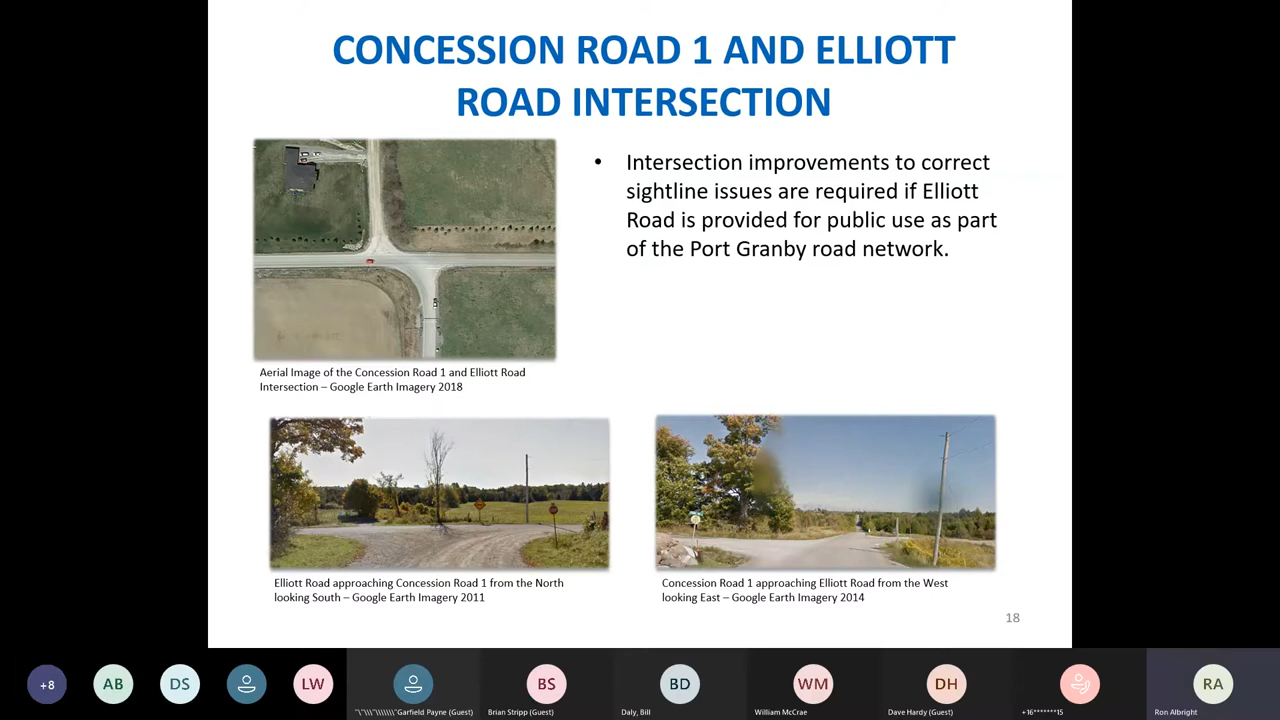 CONCESSION ROAD 1 AND ELLIOTT
ROAD INTERSECTION
• Intersection improvements to correct
sightline issues are required if Elliott
Road is provided for public use as part
of the Port Granby road network.
Aerial Image of the Concession Road 1 and Elliott Road
Intersection – Google Earth Imagery 2018
Elliott Road approaching Concession Road 1 from the North
looking South – Google Earth Imagery 2011
Concession Road 1 approaching Elliott Road from the West
looking East – Google Earth Imagery 2014
18
+8
AB
DS
LW
BS
BD
WM
DH
RA
"\"\\\"\\\\\\\"Garfield Payne (Guest)
Brian Stripp (Guest)
Daly, Bill
William McCrae
Dave Hardy (Guest)
+16*******15
Ron Albright